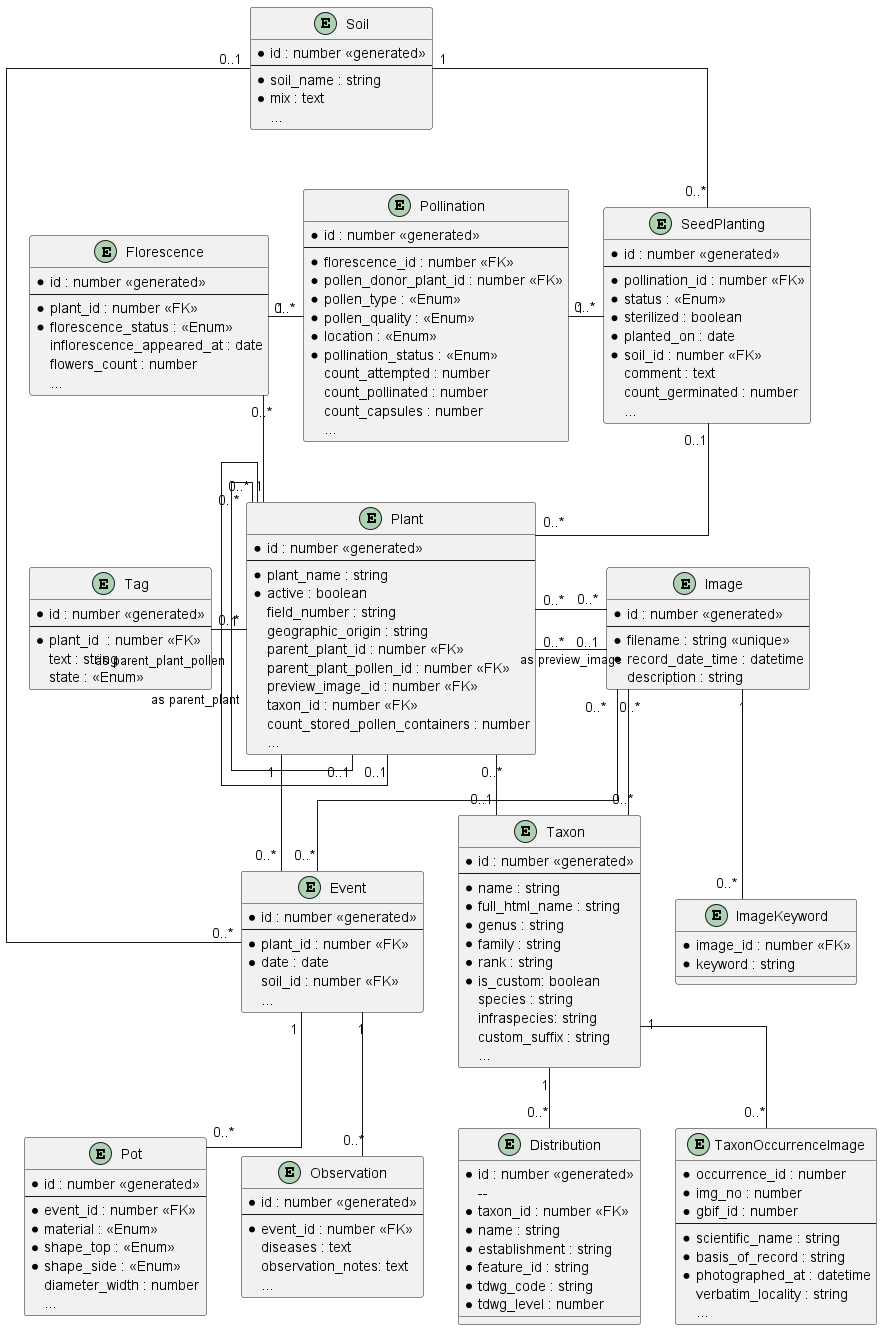 E Soil
id : number «generated»
soil_name : string
mix : text
...
0..1
1
0..*
E Pollination
id : number «generated»
florescence_id : number «FK»
pollen_donor_plant_id : number «FK»
pollen_type : «Enum»
pollen_quality : «Enum»
location : «Enum»
pollination_status : «Enum»
count_attempted : number
count_pollinated : number
count_capsules : number
...
E SeedPlanting
id : number «generated»
pollination_id : number «FK»
status : «Enum»
sterilized : boolean
planted_on : date
soil_id : number «FK»
comment : text
count_germinated : number
...
E Florescence
id : number «generated»
plant_id : number «FK»
florescence_status : «Enum»
inflorescence_appeared_at : date
flowers_count : number
...
1
0..*
1
0..*
0..*
0..1
0..*
0..*
1
0..*
E Plant
id : number «generated»
plant_name : string
active : boolean
field_number : string
geographic_origin : string
parent_plant_id : number «FK»
parent_plant_pollen_id : number «FK»
preview_image_id : number «FK»
taxon_id : number «FK»
count_stored_pollen_containers : number
...
E Tag
id : number «generated»
plant_id : number «FK»
text : string
state : «Enum»
0..*
1
as parent_plant_pollen
as parent_plant
0..*
0..*
0..*
0..1
as preview_image
E Image
id : number «generated»
filename : string «unique»
record_date_time : datetime
description : string
0..*
0..*
1
1
0..1
0..1
0..*
0..1
0..*
0..*
0..*
0..*
0..*
E Event
id : number «generated»
plant_id : number «FK»
date : date
soil_id : number «FK»
...
E Taxon
id : number «generated»
name : string
full_html_name : string
genus : string
family : string
rank : string
is_custom: boolean
species : string
infraspecies: string
custom_suffix : string
...
E ImageKeyword
image_id : number «FK»
keyword : string
1
1
1
1
0..*
0..*
0..*
0..*
E Pot
id : number «generated»
event_id : number «FK»
material : «Enum»
shape_top : «Enum»
shape_side : «Enum»
diameter_width : number
...
E Observation
id : number «generated»
event_id : number «FK»
diseases : text
observation_notes: text
...
E Distribution
id : number «generated»
--
taxon_id : number «FK»
name : string
establishment : string
feature_id : string
tdwg_code : string
tdwg_level : number
E TaxonOccurrenceImage
occurrence_id : number
img_no : number
gbif_id : number
scientific_name : string
basis_of_record : string
photographed_at : datetime
verbatim_locality : string
...